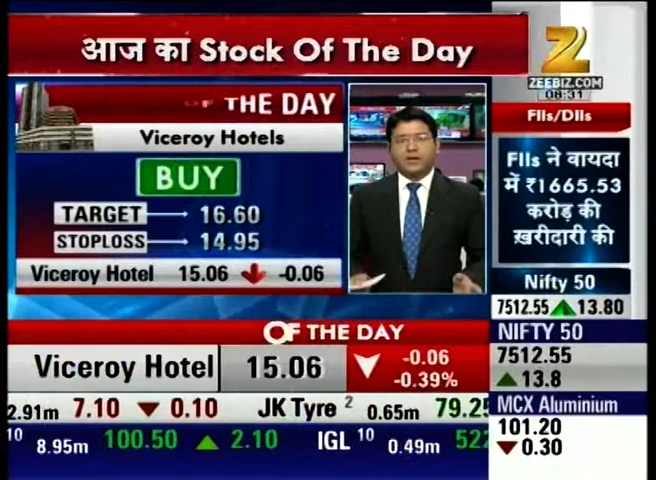 आज का Stock Of The Day
ZEEBIZ.COM
OF THE DAY
Viceroy Hotels
BUY
TARGET 16.60
STOPLOSS 14.95
Viceroy Hotel 15.06 -0.06
FIIs/DIIs
FIIs ने वायदा
में ₹1665.53
करोड़ की
ख़रीदारी की
Nifty 50
7512.55 13.80
OF THE DAY
Viceroy Hotel 15.06 -0.06
-0.39%
NIFTY 50
7512.55
13.8
MCX Aluminium
101.20
0.30
2.91m 7.10 0.10 JK Tyre 2 0.65m 79.25
10 8.95m 100.50 2.10 IGL 10 0.49m 522